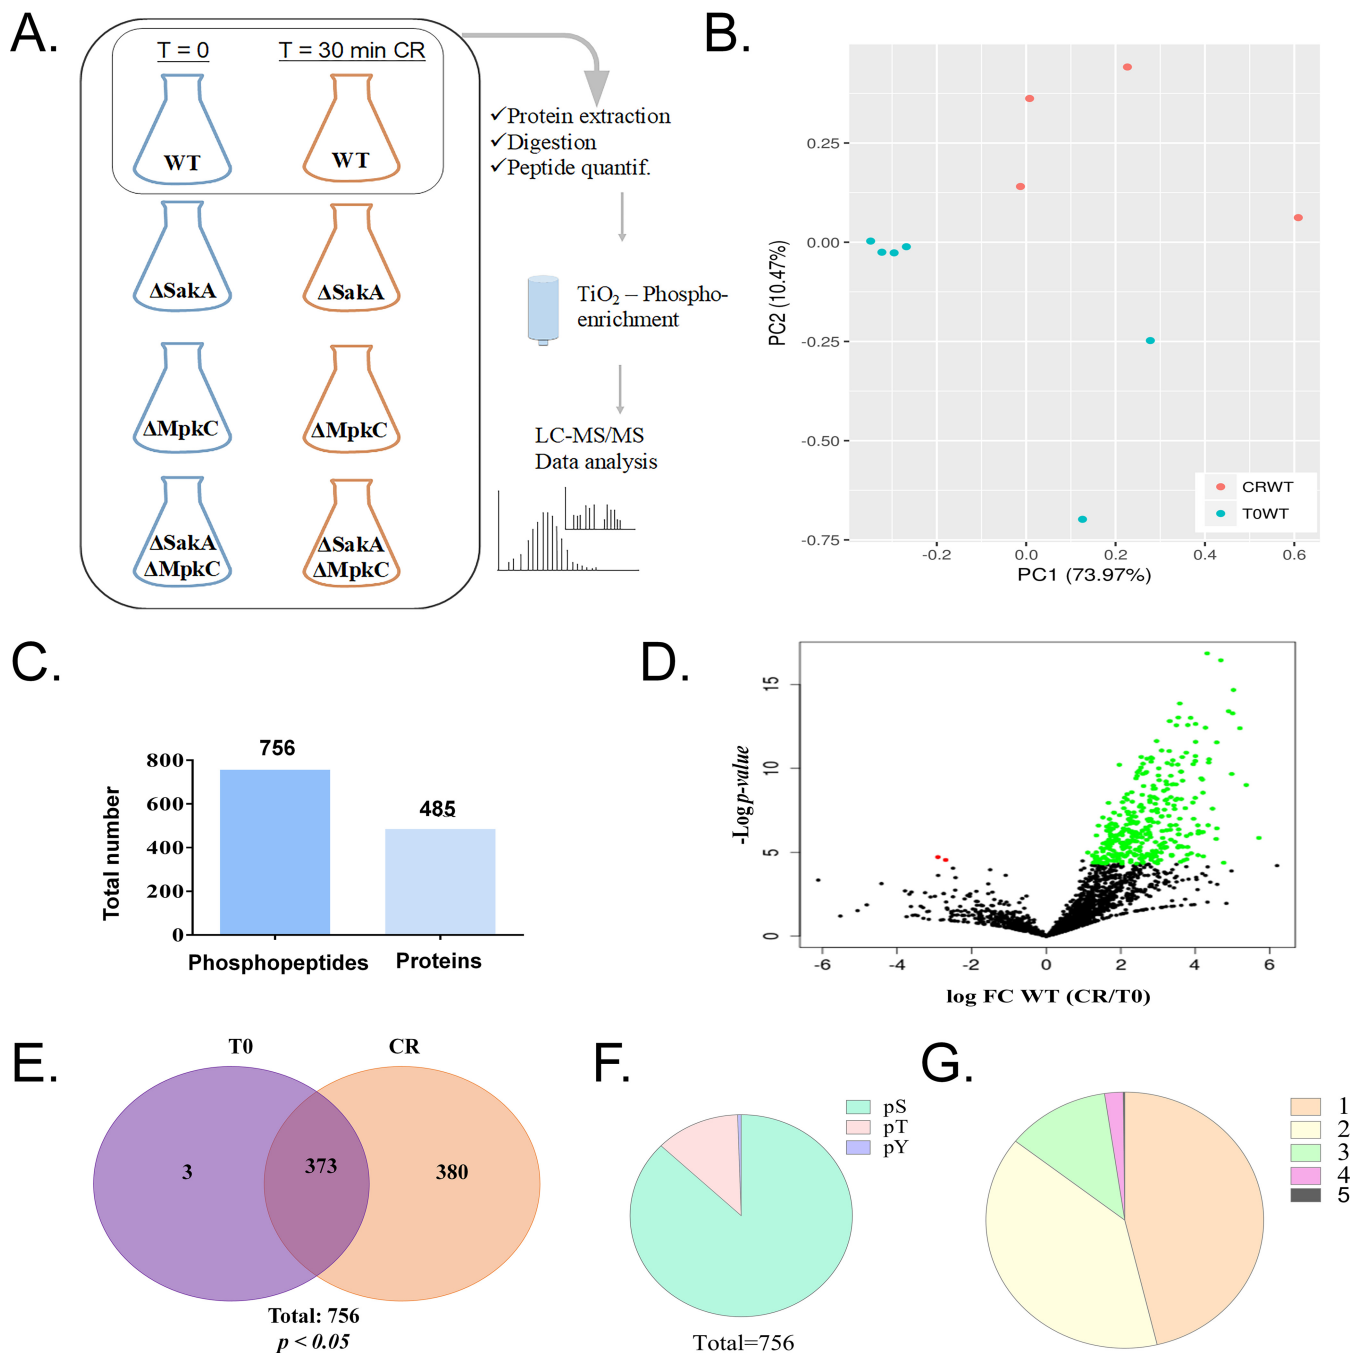 A.
T = 0
T = 30 min CR
WT
WT
ΔSakA
ΔSakA
ΔMpkC
ΔMpkC
ΔSakA
ΔMpkC
ΔSakA
ΔMpkC
✓Protein extraction
✓Digestion
✓Peptide quantif.
TiO2 – Phospho-
enrichment
LC-MS/MS
Data analysis
B.
PC2 (10.47%)
0.25
0.00
-0.25
-0.50
-0.75
-0.2
0.0
0.2
0.4
0.6
PC1 (73.97%)
CRWT
T0WT
C.
Total number
800
600
400
200
0
756
485
Phosphopeptides
Proteins
D.
-Log p-value
15
10
5
0
-6
-4
-2
0
2
4
6
log FC WT (CR/T0)
E.
T0
CR
3
373
380
Total: 756
p < 0.05
F.
pS
pT
pY
Total=756
G.
1
2
3
4
5